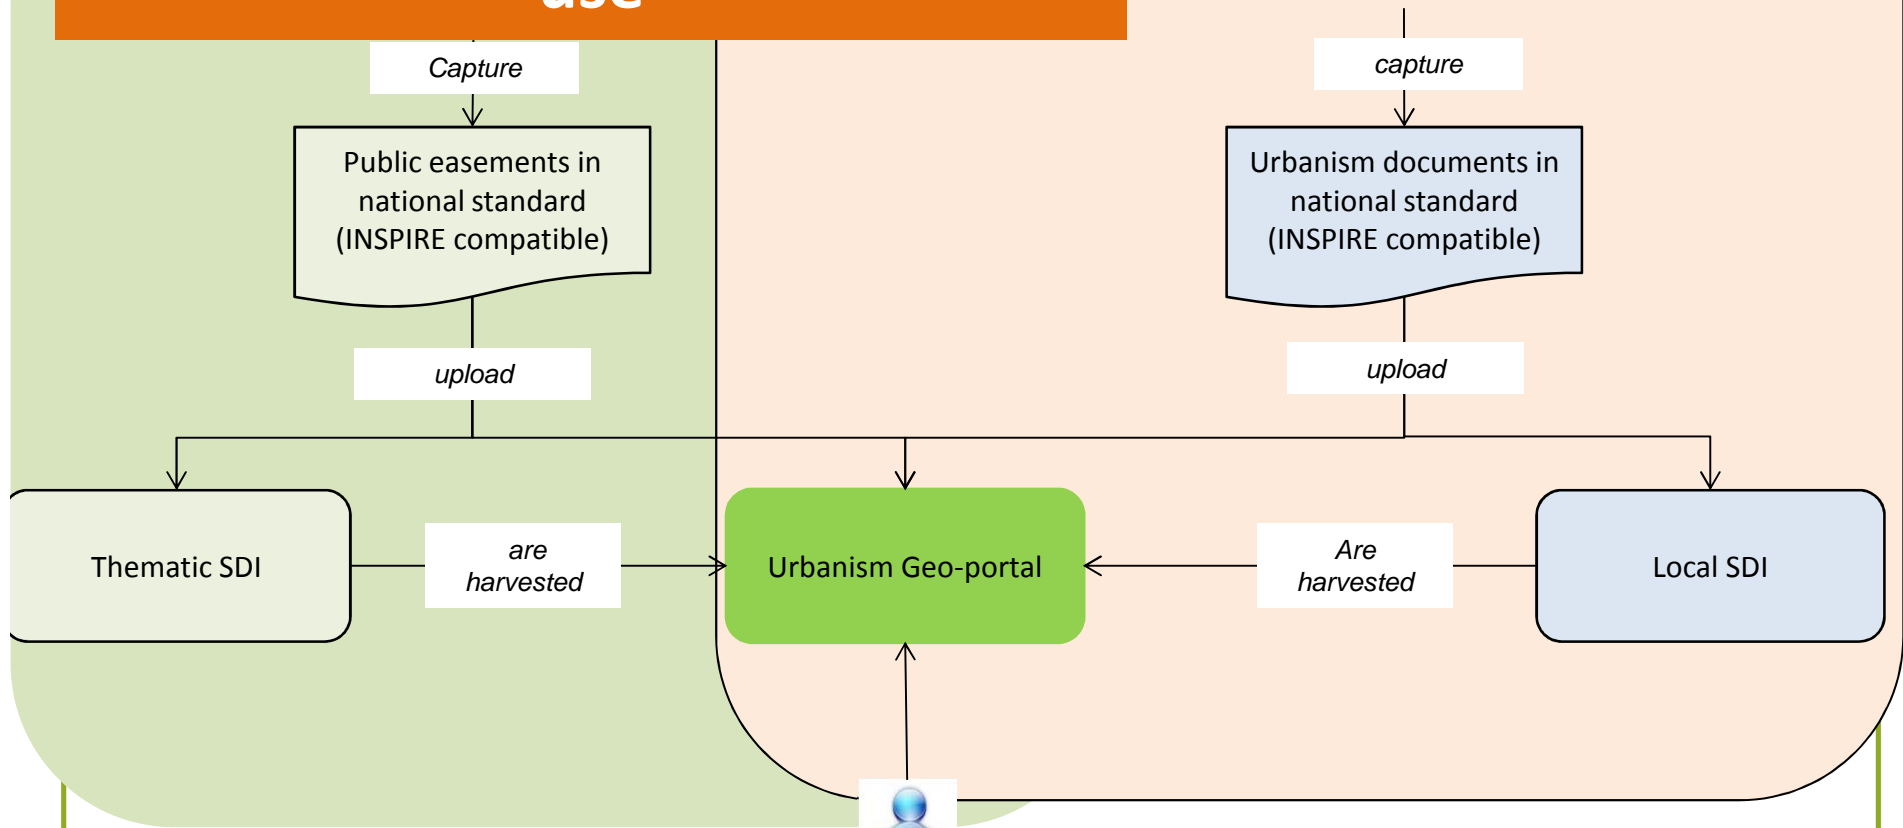 use
Capture
capture
Public easements in
national standard
(INSPIRE compatible)
Urbanism documents in
national standard
(INSPIRE compatible)
upload
upload
Thematic SDI
are
harvested
Urbanism Geo-portal
Are
harvested
Local SDI